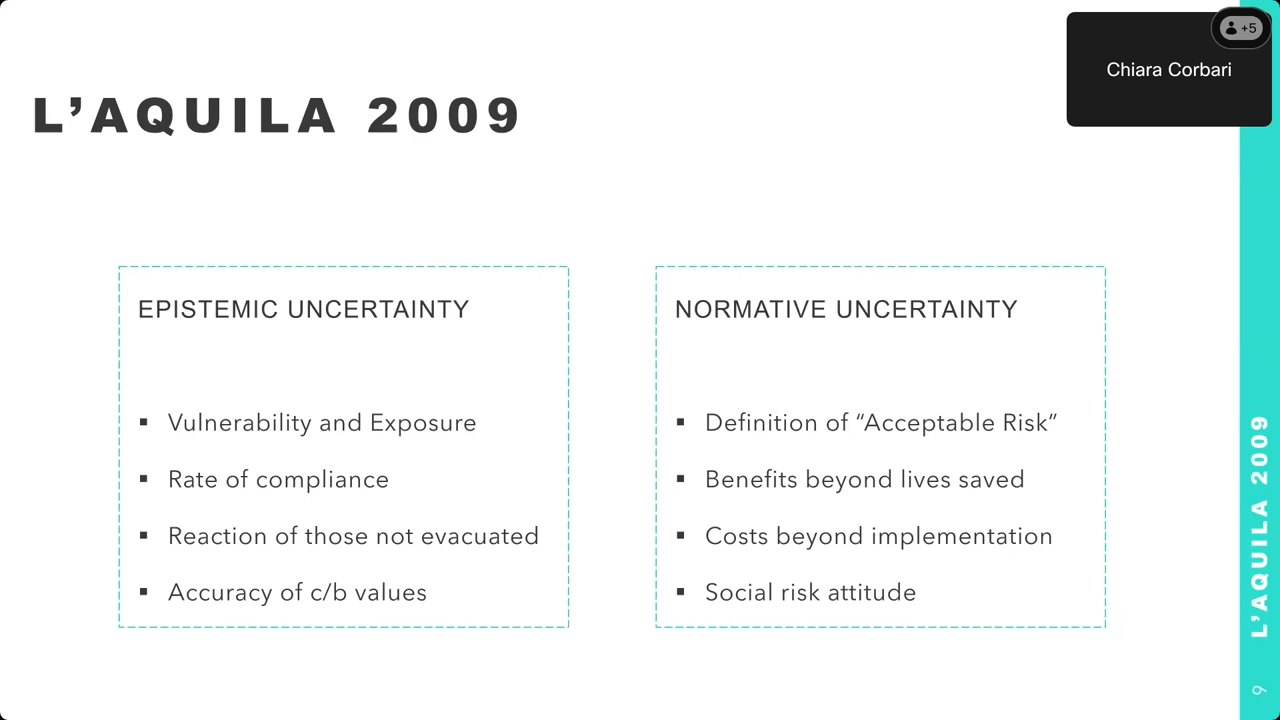 +5
Chiara Corbari
L’AQUILA 2009
EPISTEMIC UNCERTAINTY
▪ Vulnerability and Exposure
▪ Rate of compliance
▪ Reaction of those not evacuated
▪ Accuracy of c/b values
NORMATIVE UNCERTAINTY
▪ Definition of “Acceptable Risk”
▪ Benefits beyond lives saved
▪ Costs beyond implementation
▪ Social risk attitude
L’AQUILA 2009
9